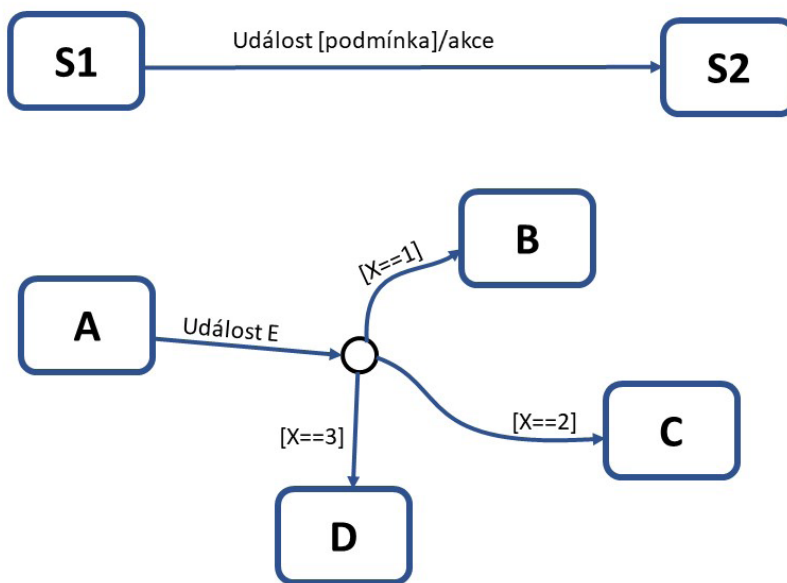 S1
Událost [podmínka]/akce
S2
B
[X==1]
A
Událost E
[X==2]
C
[X==3]
D